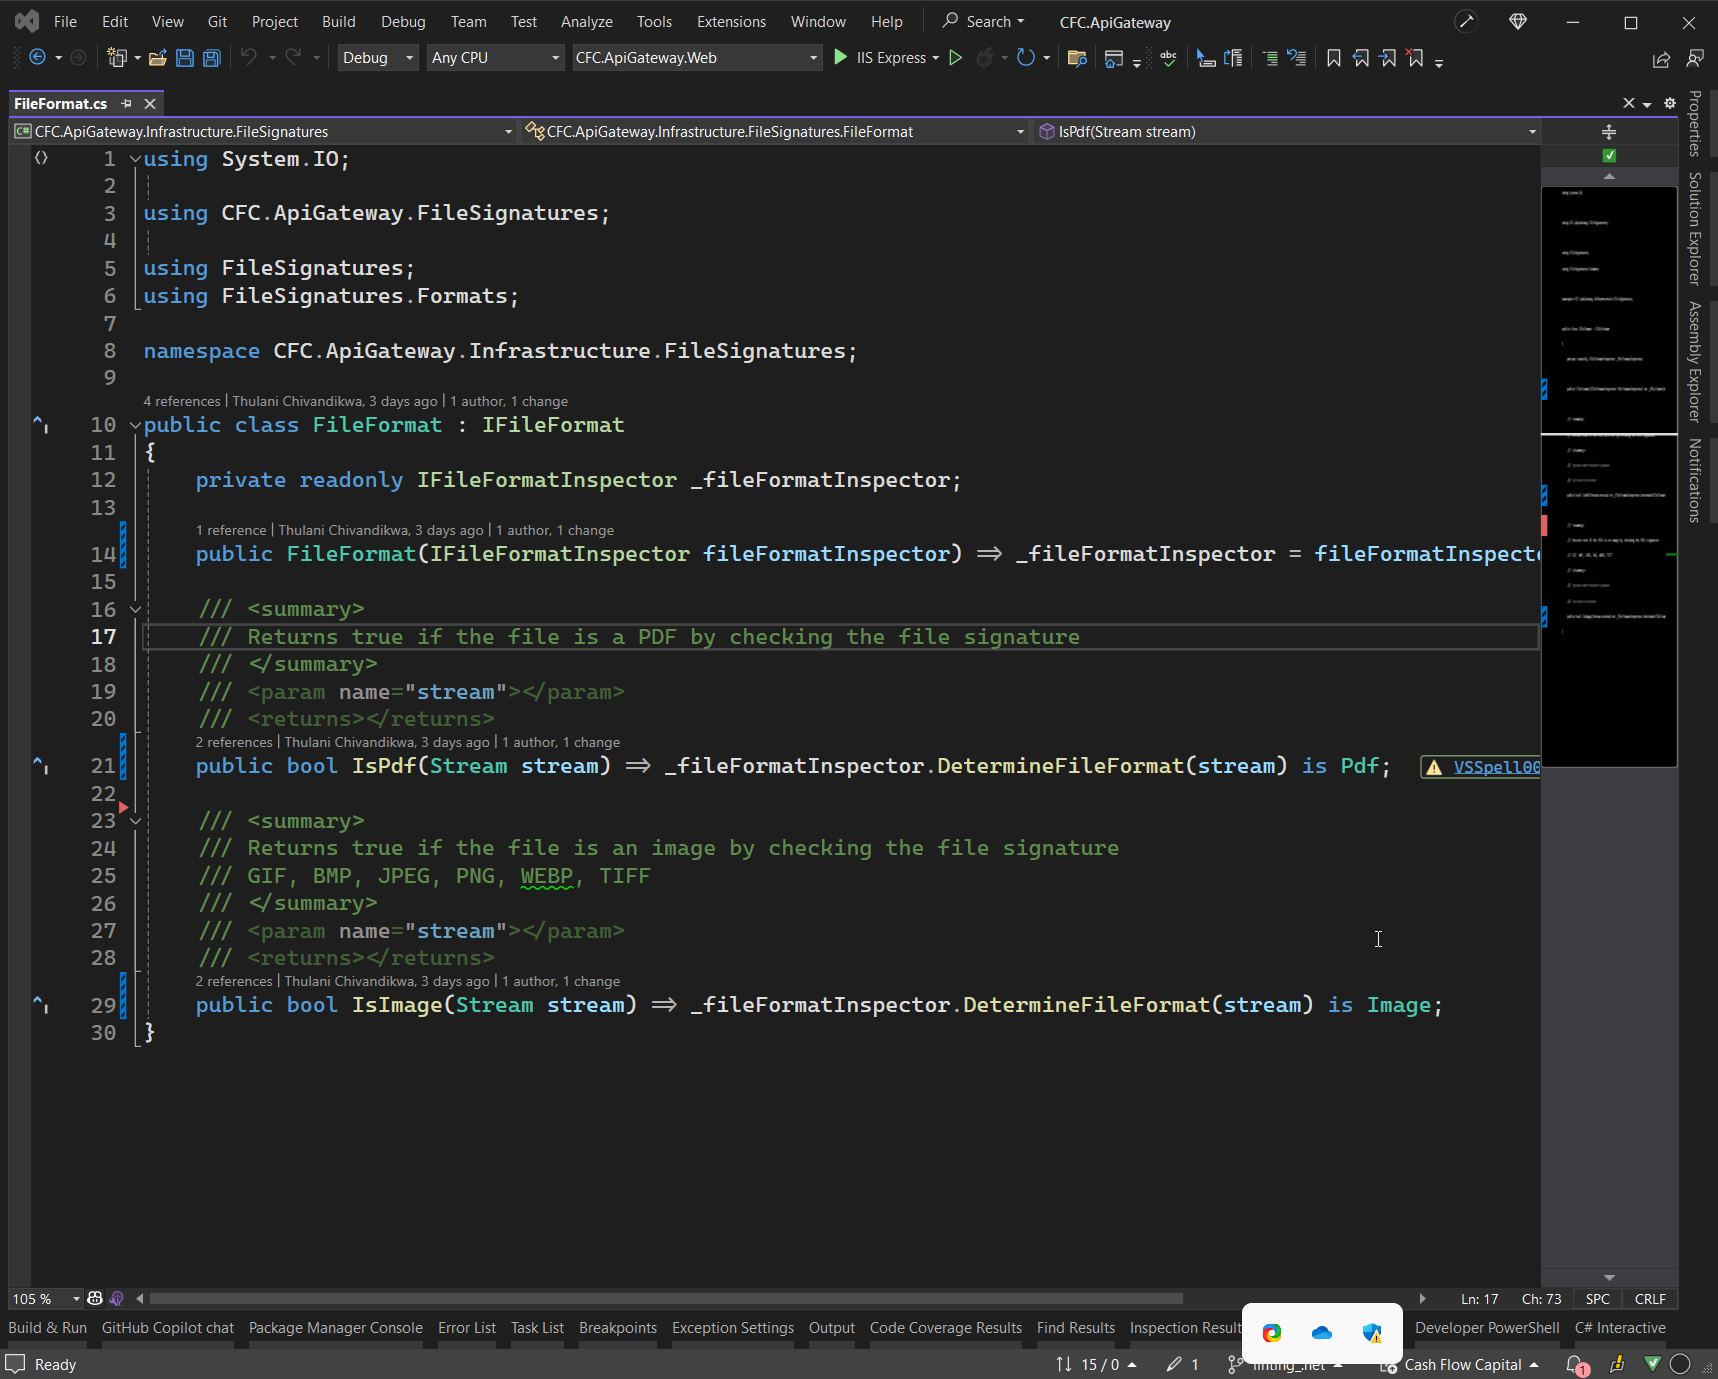 File Edit View Git Project Build Debug Team Test Analyze Tools Extensions Window Help Search CFC.ApiGateway
Debug Any CPU CFC.ApiGateway.Web IIS Express abc
FileFormat.cs
C# CFC.ApiGateway.Infrastructure.FileSignatures CFC.ApiGateway.Infrastructure.FileSignatures.FileFormat IsPdf(Stream stream)
1 using System.IO;
2
3 using CFC.ApiGateway.FileSignatures;
4
5 using FileSignatures;
6 using FileSignatures.Formats;
7
8 namespace CFC.ApiGateway.Infrastructure.FileSignatures;
9
4 references | Thulani Chivandikwa, 3 days ago | 1 author, 1 change
10 public class FileFormat : IFileFormat
11 {
12 private readonly IFileFormatInspector _fileFormatInspector;
13
1 reference | Thulani Chivandikwa, 3 days ago | 1 author, 1 change
14 public FileFormat(IFileFormatInspector fileFormatInspector) => _fileFormatInspector = fileFormatInspect
15
16 /// <summary>
17 /// Returns true if the file is a PDF by checking the file signature
18 /// </summary>
19 /// <param name="stream"></param>
20 /// <returns></returns>
2 references | Thulani Chivandikwa, 3 days ago | 1 author, 1 change
21 public bool IsPdf(Stream stream) => _fileFormatInspector.DetermineFileFormat(stream) is Pdf; VSSpell00
22
23 /// <summary>
24 /// Returns true if the file is an image by checking the file signature
25 /// GIF, BMP, JPEG, PNG, WEBP, TIFF
26 /// </summary>
27 /// <param name="stream"></param>
28 /// <returns></returns>
2 references | Thulani Chivandikwa, 3 days ago | 1 author, 1 change
29 public bool IsImage(Stream stream) => _fileFormatInspector.DetermineFileFormat(stream) is Image;
30 }
Properties
Solution Explorer
Assembly Explorer
Notifications
105 % Ln: 17 Ch: 73 SPC CRLF
Build & Run GitHub Copilot chat Package Manager Console Error List Task List Breakpoints Exception Settings Output Code Coverage Results Find Results Inspection Result Developer PowerShell C# Interactive
Ready 15 / 0 1 Cash Flow Capital 1